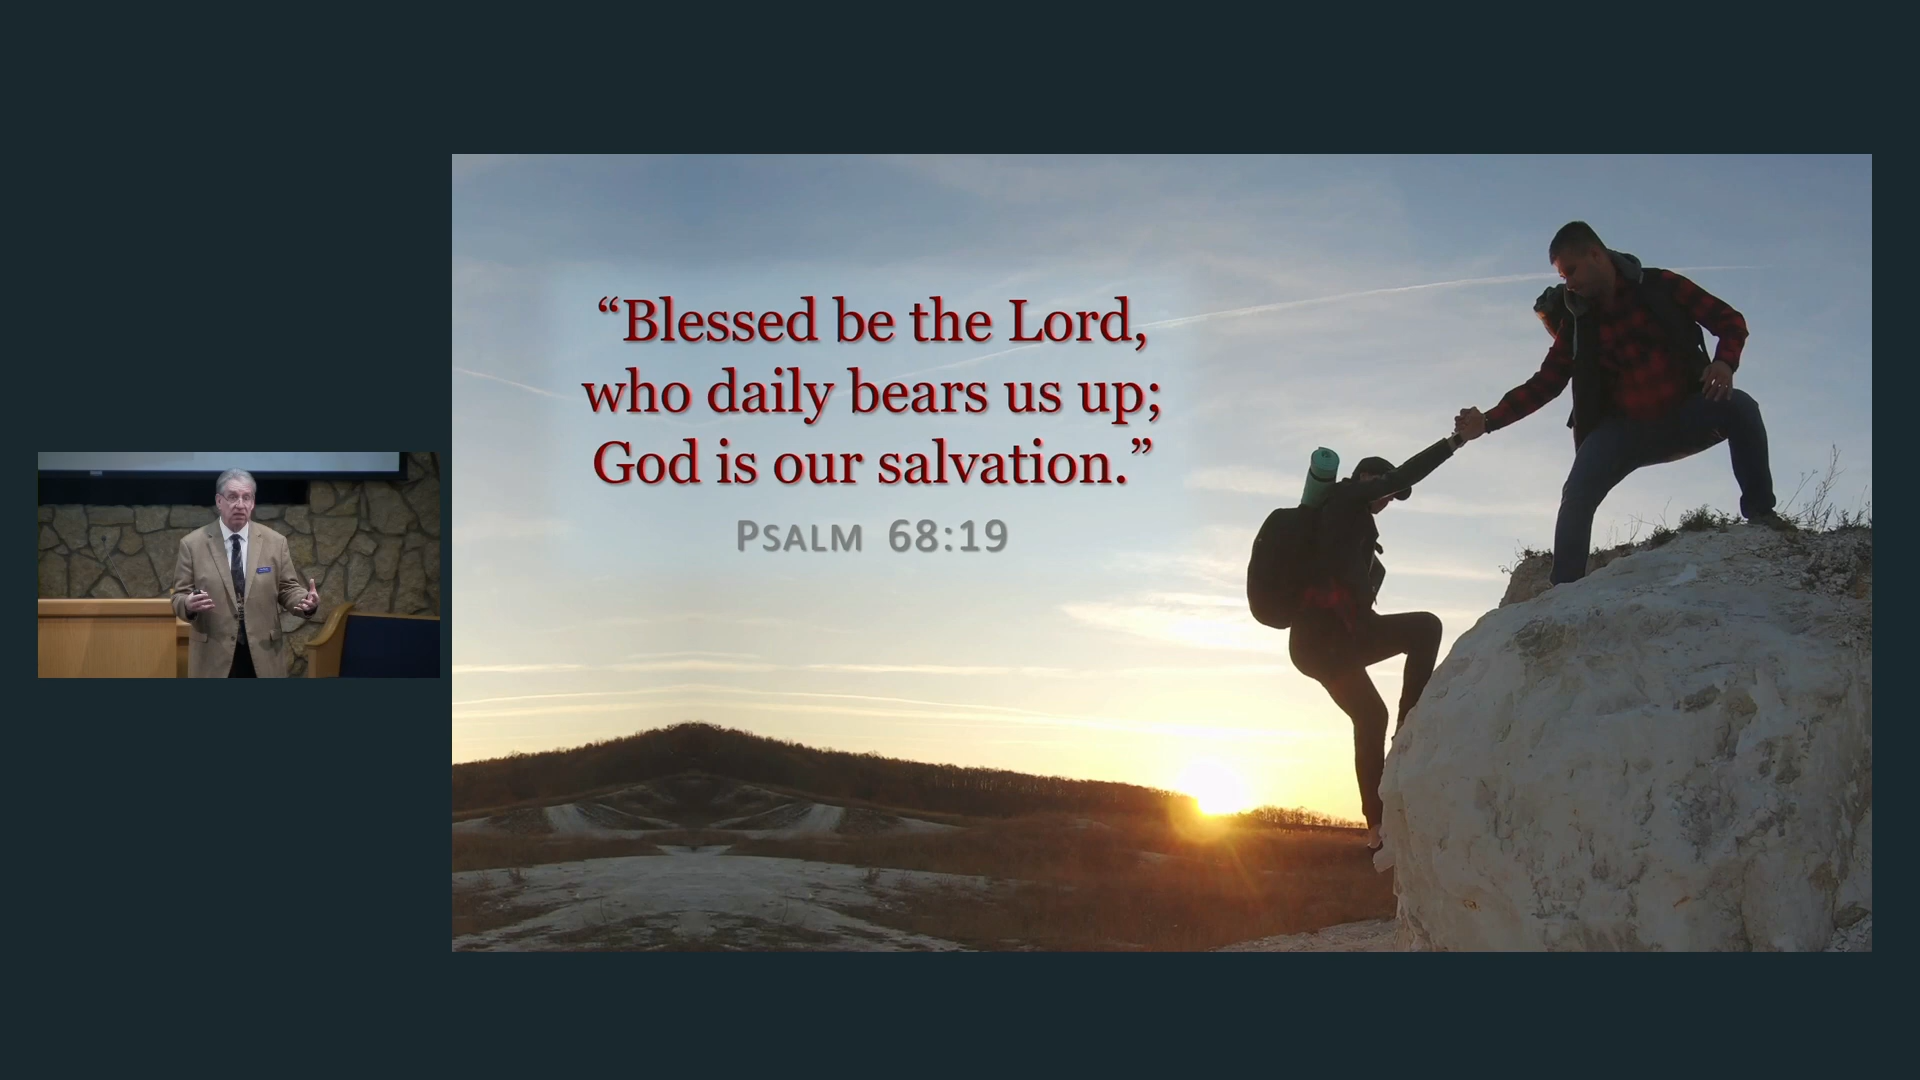 “Blessed be the Lord,
who daily bears us up;
God is our salvation.”
PSALM 68:19